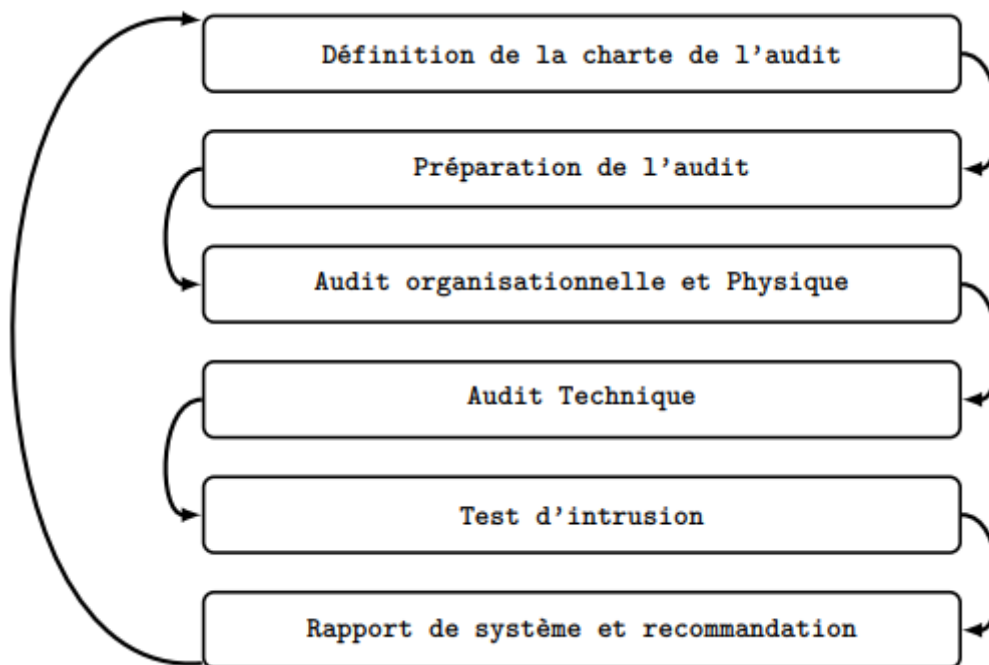 Définition de la charte de l'audit
Préparation de l'audit
Audit organisationnelle et Physique
Audit Technique
Test d'intrusion
Rapport de système et recommandation